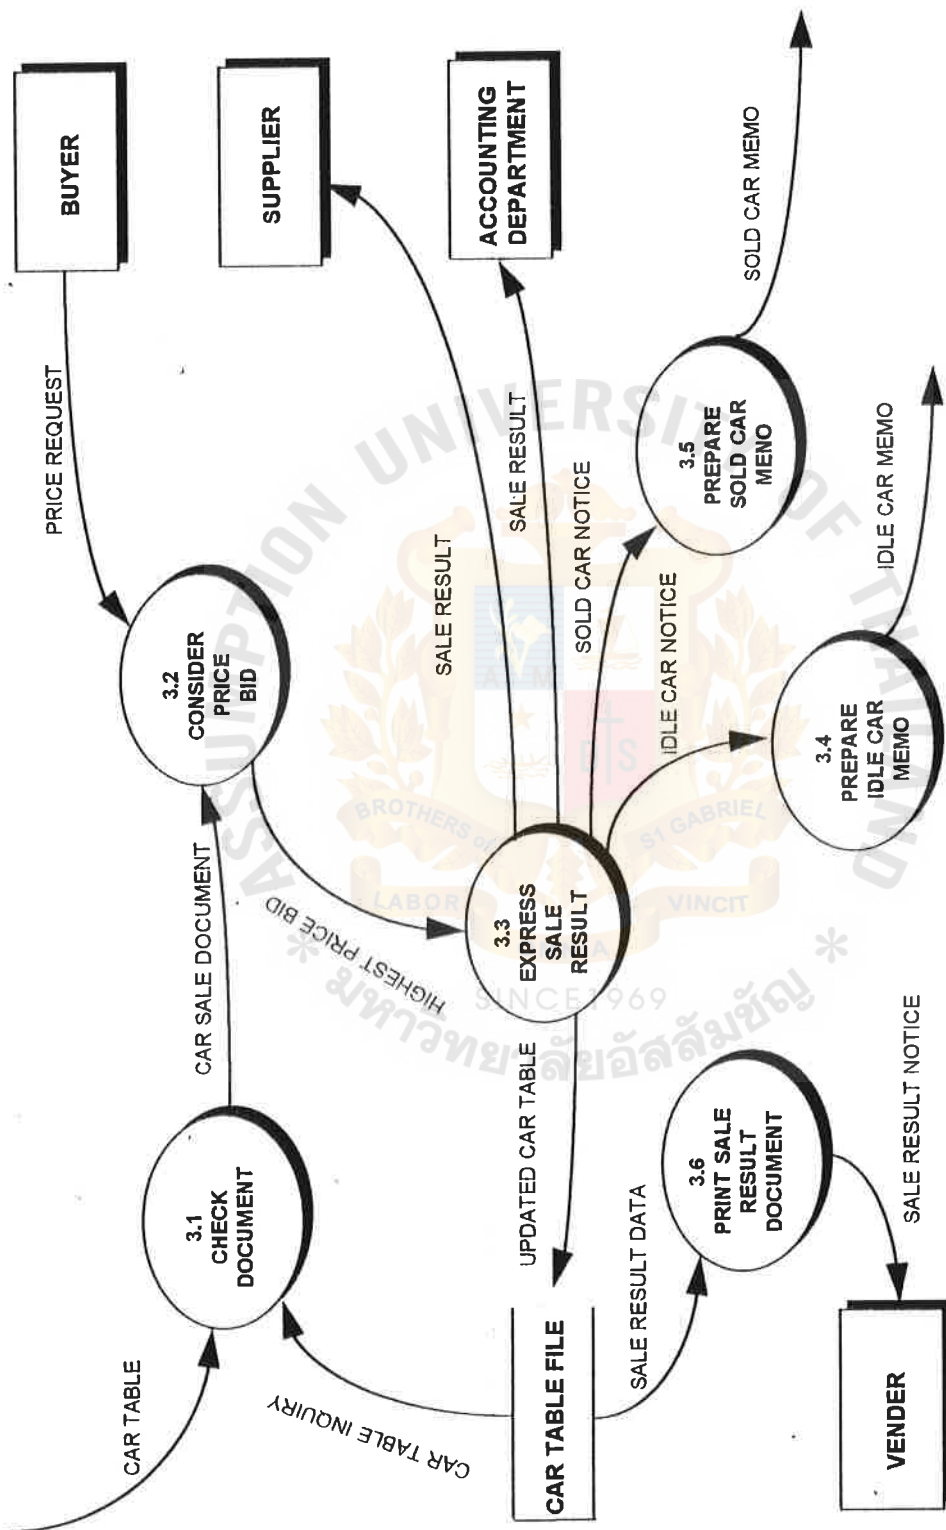 CAR TABLE
3.1
CHECK
DOCUMENT
CAR SALE DOCUMENT
3.2
CONSIDER
PRICE
BID
PRICE REQUEST
BUYER
SUPPLIER
ACCOUNTING
DEPARTMENT
CAR TABLE INQUIRY
HIGHEST PRICE BID
SALE RESULT
SALE RESULT
CAR TABLE FILE
UPDATED CAR TABLE
3.3
EXPRESS
SALE
RESULT
SOLD CAR NOTICE
IDLE CAR NOTICE
3.5
PREPARE
SOLD CAR
MENO
SOLD CAR MEMO
SALE RESULT DATA
3.6
PRINT SALE
RESULT
DOCUMENT
3.4
PREPARE
IDLE CAR
MEMO
IDLE CAR MEMO
VENDER
SALE RESULT NOTICE
ASSUMPTION UNIVERSITY OF THAILAND
BROTHERS of
ST GABRIEL
LABOR
VINCIT
D S
SINCE 1969
* มหาวิทยาลัยอัสสัมชัญ *